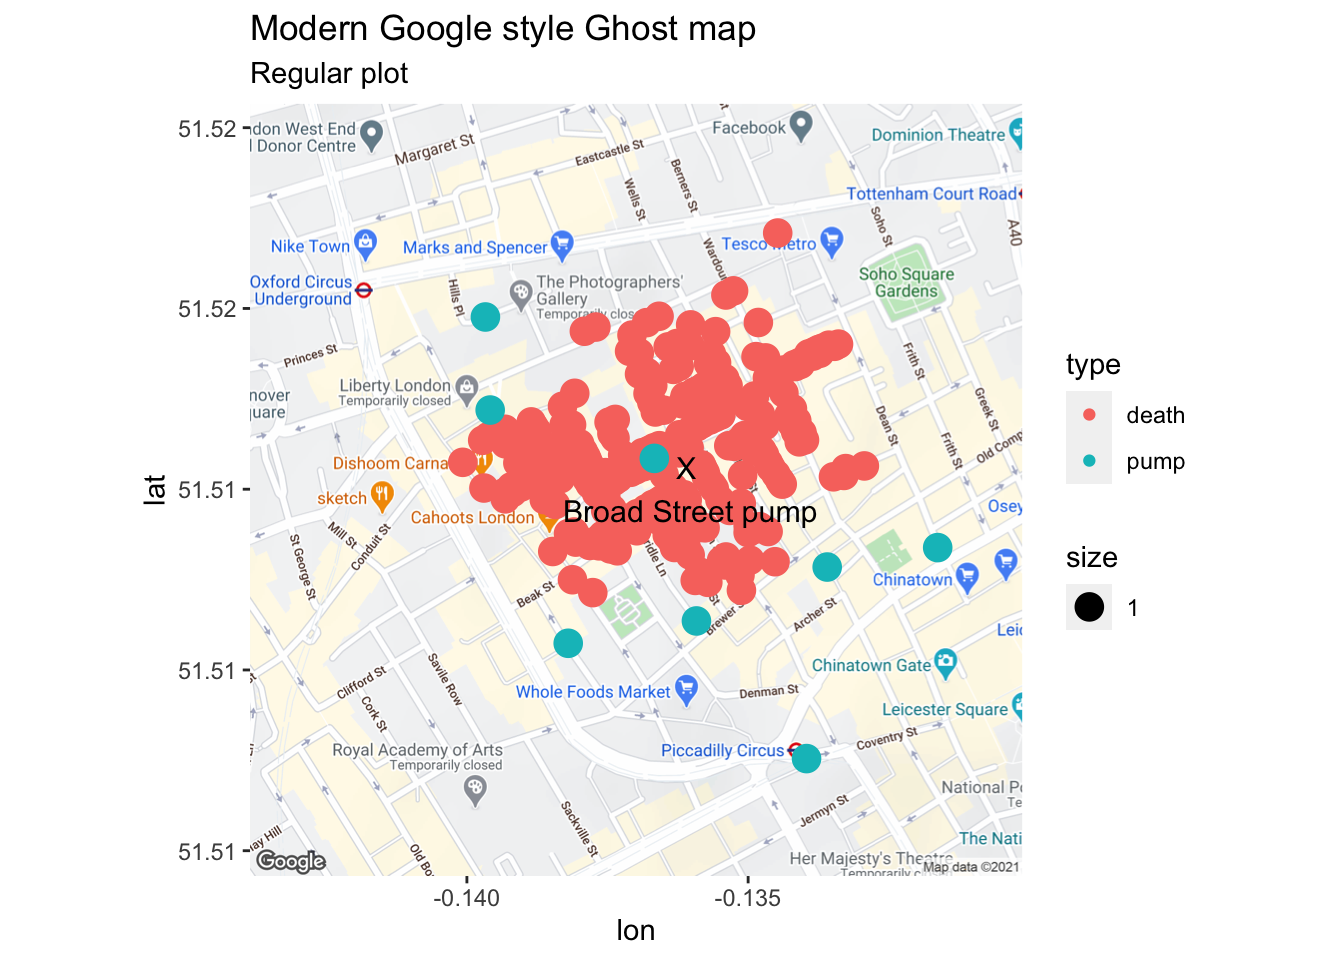 Modern Google style Ghost map
Regular plot
lat
51.52
51.52
51.51
51.51
51.51
don West End
Donor Centre
Margaret St
Eastcastle St
Wells St
Berners St
Facebook
Dominion Theatre
Tottenham Court Road
Soho St
A40
Nike Town
Marks and Spencer
Tesco Metro
Wardour
Oxford Circus
Underground
Hills Pl
The Photographers'
Gallery
Temporarily clos
Soho Square
Gardens
Princes St
Liberty London
Temporarily closed
nover
quare
Frith St
Greek St
Dean St
Frith St
Old Comp
Dishoom Carna
sketch
Cahoots London
X
Broad Street pump
Osey
Mill St
Conduit St
St George St
ridle Ln
St
Beak St
Brewer S
Archer St
Chinatown
Leic
Chinatown Gate
Clifford St
Savile Row
Cork St
Whole Foods Market
Denman St
Leicester Square
Royal Academy of Arts
Temporarily closed
Piccadilly Circus
Coventry St
National P
Te
Sackville St
Jermyn St
The Nati
ay Hill
Old Bo
Her Majesty's Theatre
Temporarily c
Google
Map data ©2021
-0.140
-0.135
lon
type
death
pump
size
1